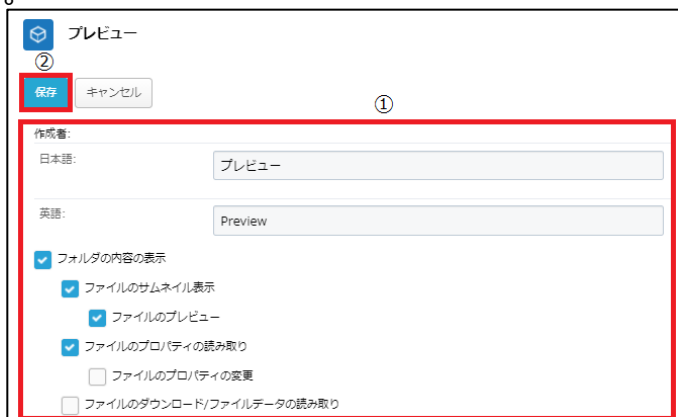 プレビュー
②
保存 キャンセル
①
作成者:
日本語: プレビュー
英語: Preview
フォルダの内容の表示
ファイルのサムネイル表示
ファイルのプレビュー
ファイルのプロパティの読み取り
ファイルのプロパティの変更
ファイルのダウンロード/ファイルデータの読み取り